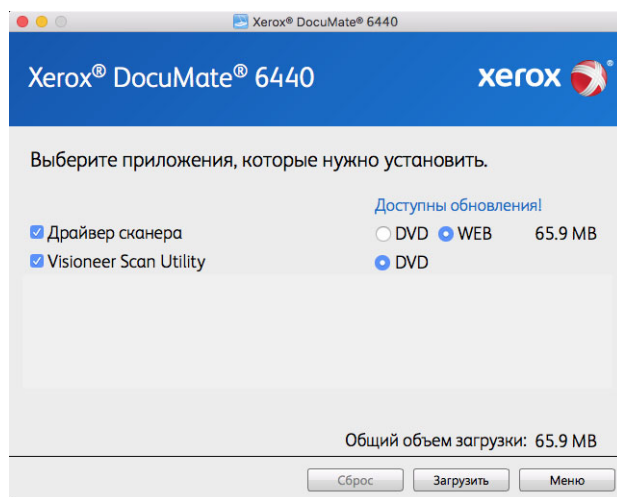 Xerox® DocuMate® 6440
Xerox® DocuMate® 6440
xerox®
Выберите приложения, которые нужно установить.
Доступны обновления!
Драйвер сканера DVD WEB 65.9 MB
Visioneer Scan Utility DVD
Общий объем загрузки: 65.9 MB
Сброс Загрузить Меню